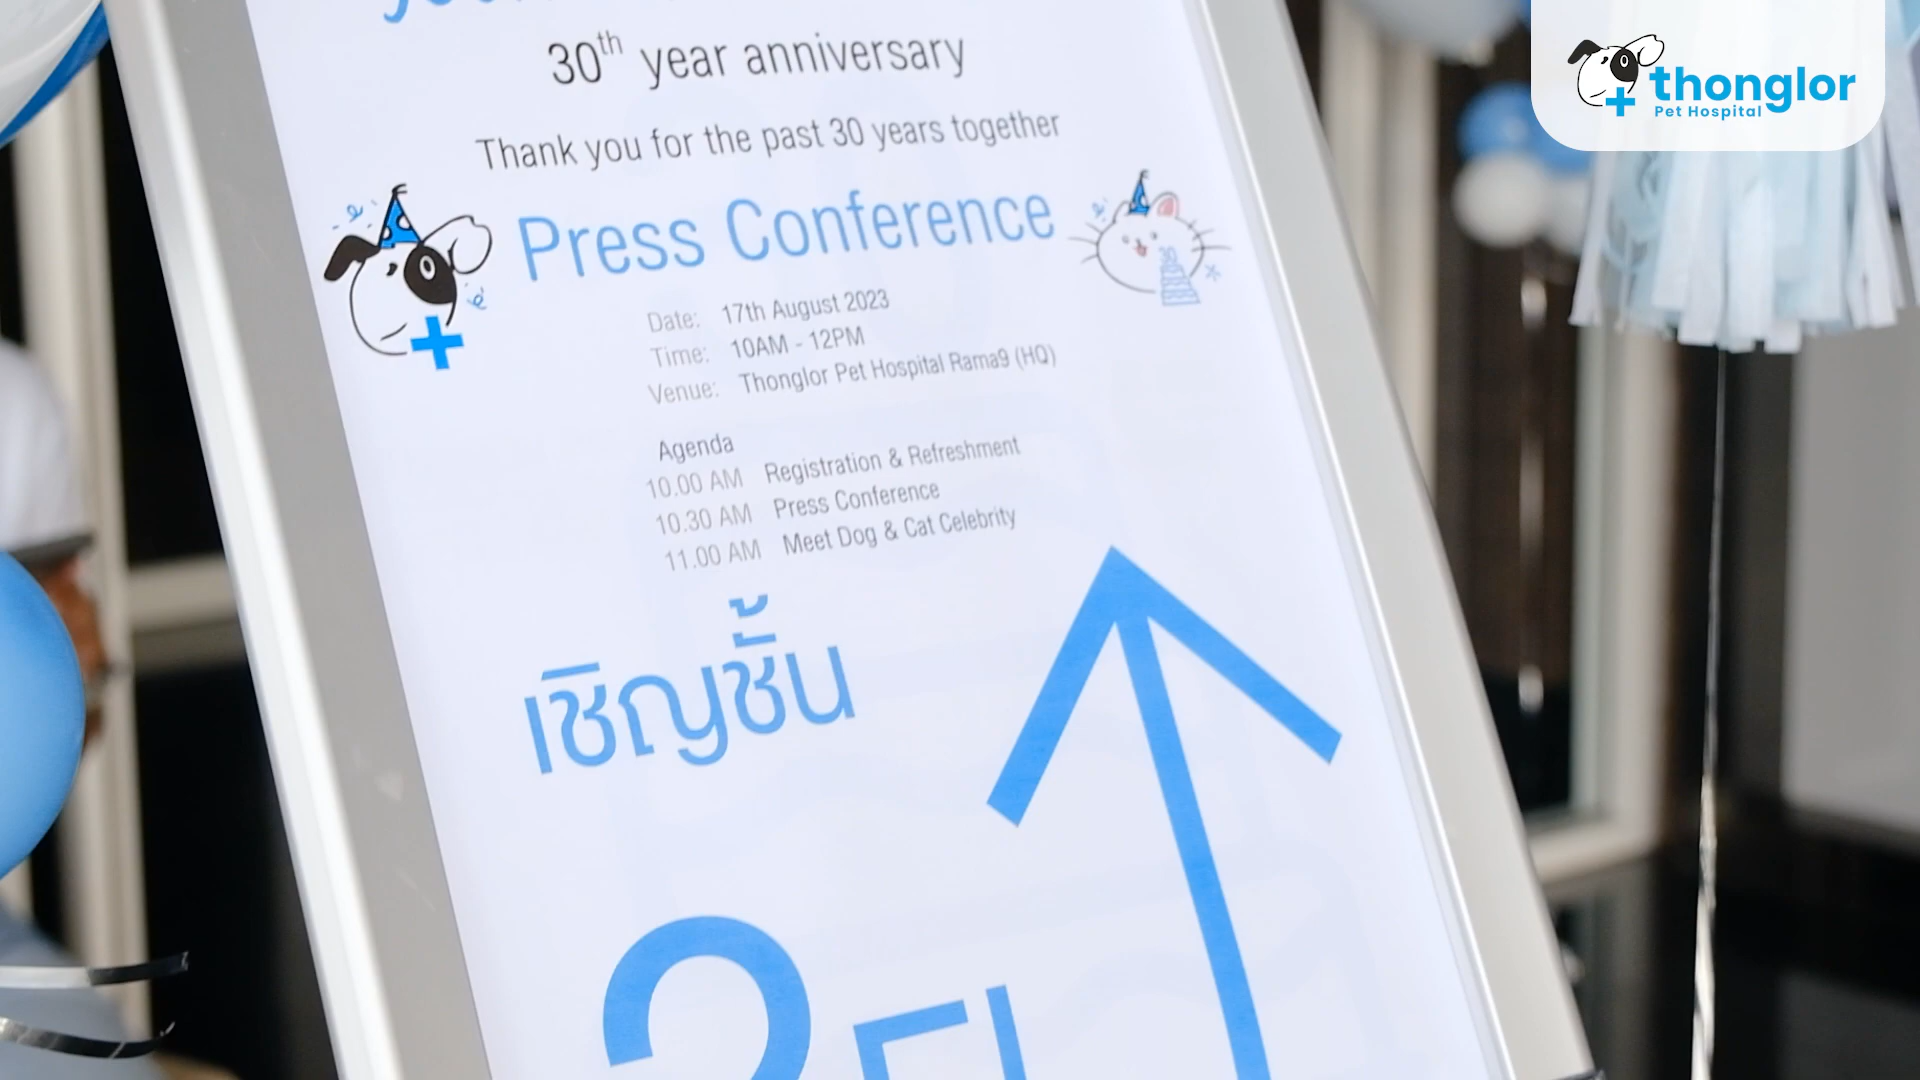 30th year anniversary
Thank you for the past 30 years together
Press Conference
30
Date: 17th August 2023
Time: 10AM - 12PM
Venue: Thonglor Pet Hospital Rama9 (HQ)
Agenda
10.00 AM Registration & Refreshment
10.30 AM Press Conference
11.00 AM Meet Dog & Cat Celebrity
เชิญชั้น
thonglor
Pet Hospital